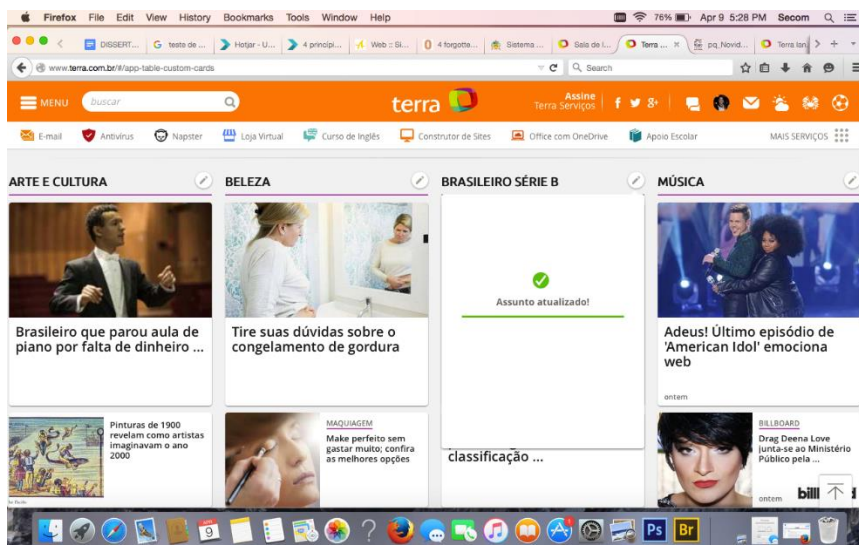 Firefox File Edit View History Bookmarks Tools Window Help
76% Apr 9 5:28 PM Secom
DISSERT... teste de ... Hotjar - U... 4 princípi... Web :: Si... 4 forgotte... Sistema ... Sala de i... Terra ... pq_Novid... Terra lan
www.terra.com.br/#/app-table-custom-cards
Search
MENU
buscar
terra
Assine
Terra Serviços
E-mail Antivirus Napster Loja Virtual Curso de Inglês Construtor de Sites Office com OneDrive Apoio Escolar MAIS SERVIÇOS
ARTE E CULTURA
Brasileiro que parou aula de
piano por falta de dinheiro ...
Pinturas de 1900
revelam como artistas
imaginavam o ano
2000
BELEZA
Tire suas dúvidas sobre o
congelamento de gordura
MAQUIAGEM
Make perfeito sem
gastar muito; confira
as melhores opções
BRASILEIRO SÉRIE B
Assunto atualizado!
classificação ...
MÚSICA
Adeus! Último episódio de
'American Idol' emociona
web
ontem
BILLBOARD
Drag Deena Love
junta-se ao Ministério
Público pela ...
ontem
9
Ps Br